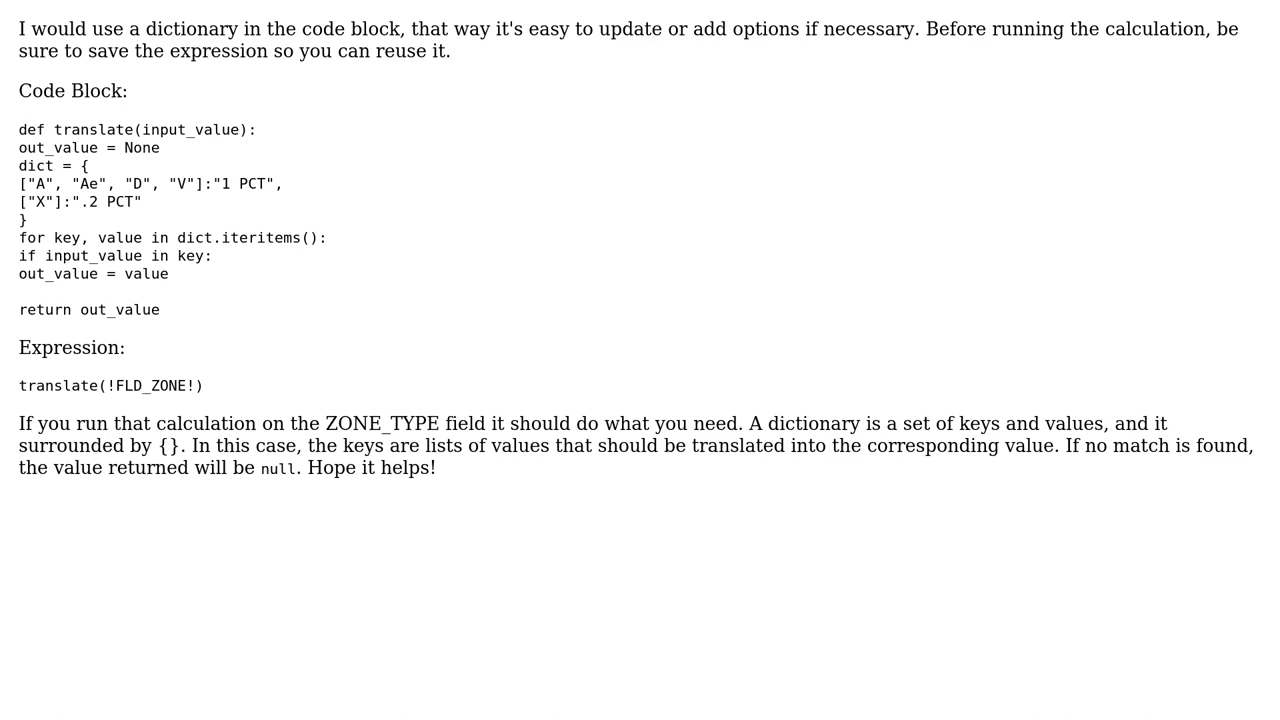 I would use a dictionary in the code block, that way it's easy to update or add options if necessary. Before running the calculation, be
sure to save the expression so you can reuse it.
Code Block:
def translate(input_value):
out_value = None
dict = {
["A", "Ae", "D", "V"]:"1 PCT",
["X"]:".2 PCT"
}
for key, value in dict.iteritems():
if input_value in key:
out_value = value
return out_value
Expression:
translate(!FLD_ZONE!)
If you run that calculation on the ZONE_TYPE field it should do what you need. A dictionary is a set of keys and values, and it
surrounded by {}. In this case, the keys are lists of values that should be translated into the corresponding value. If no match is found,
the value returned will be null. Hope it helps!